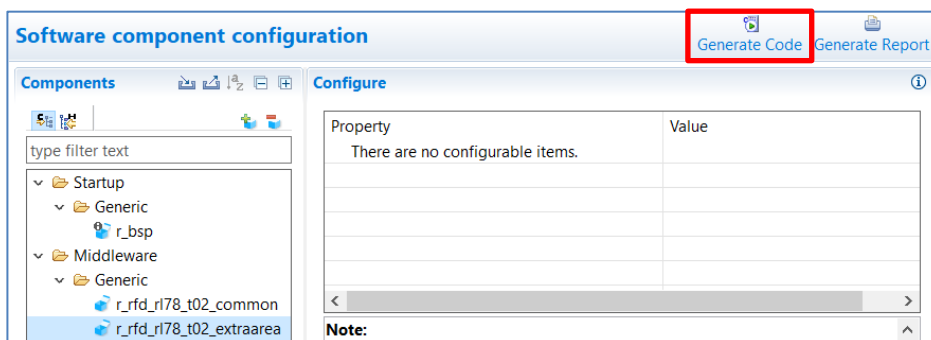 Software component configuration
Generate Code
Generate Report
Components
Configure
type filter text
Property
Value
There are no configurable items.
Startup
Generic
r_bsp
Middleware
Generic
r_rfd_rl78_t02_common
r_rfd_rl78_t02_extraarea
Note: